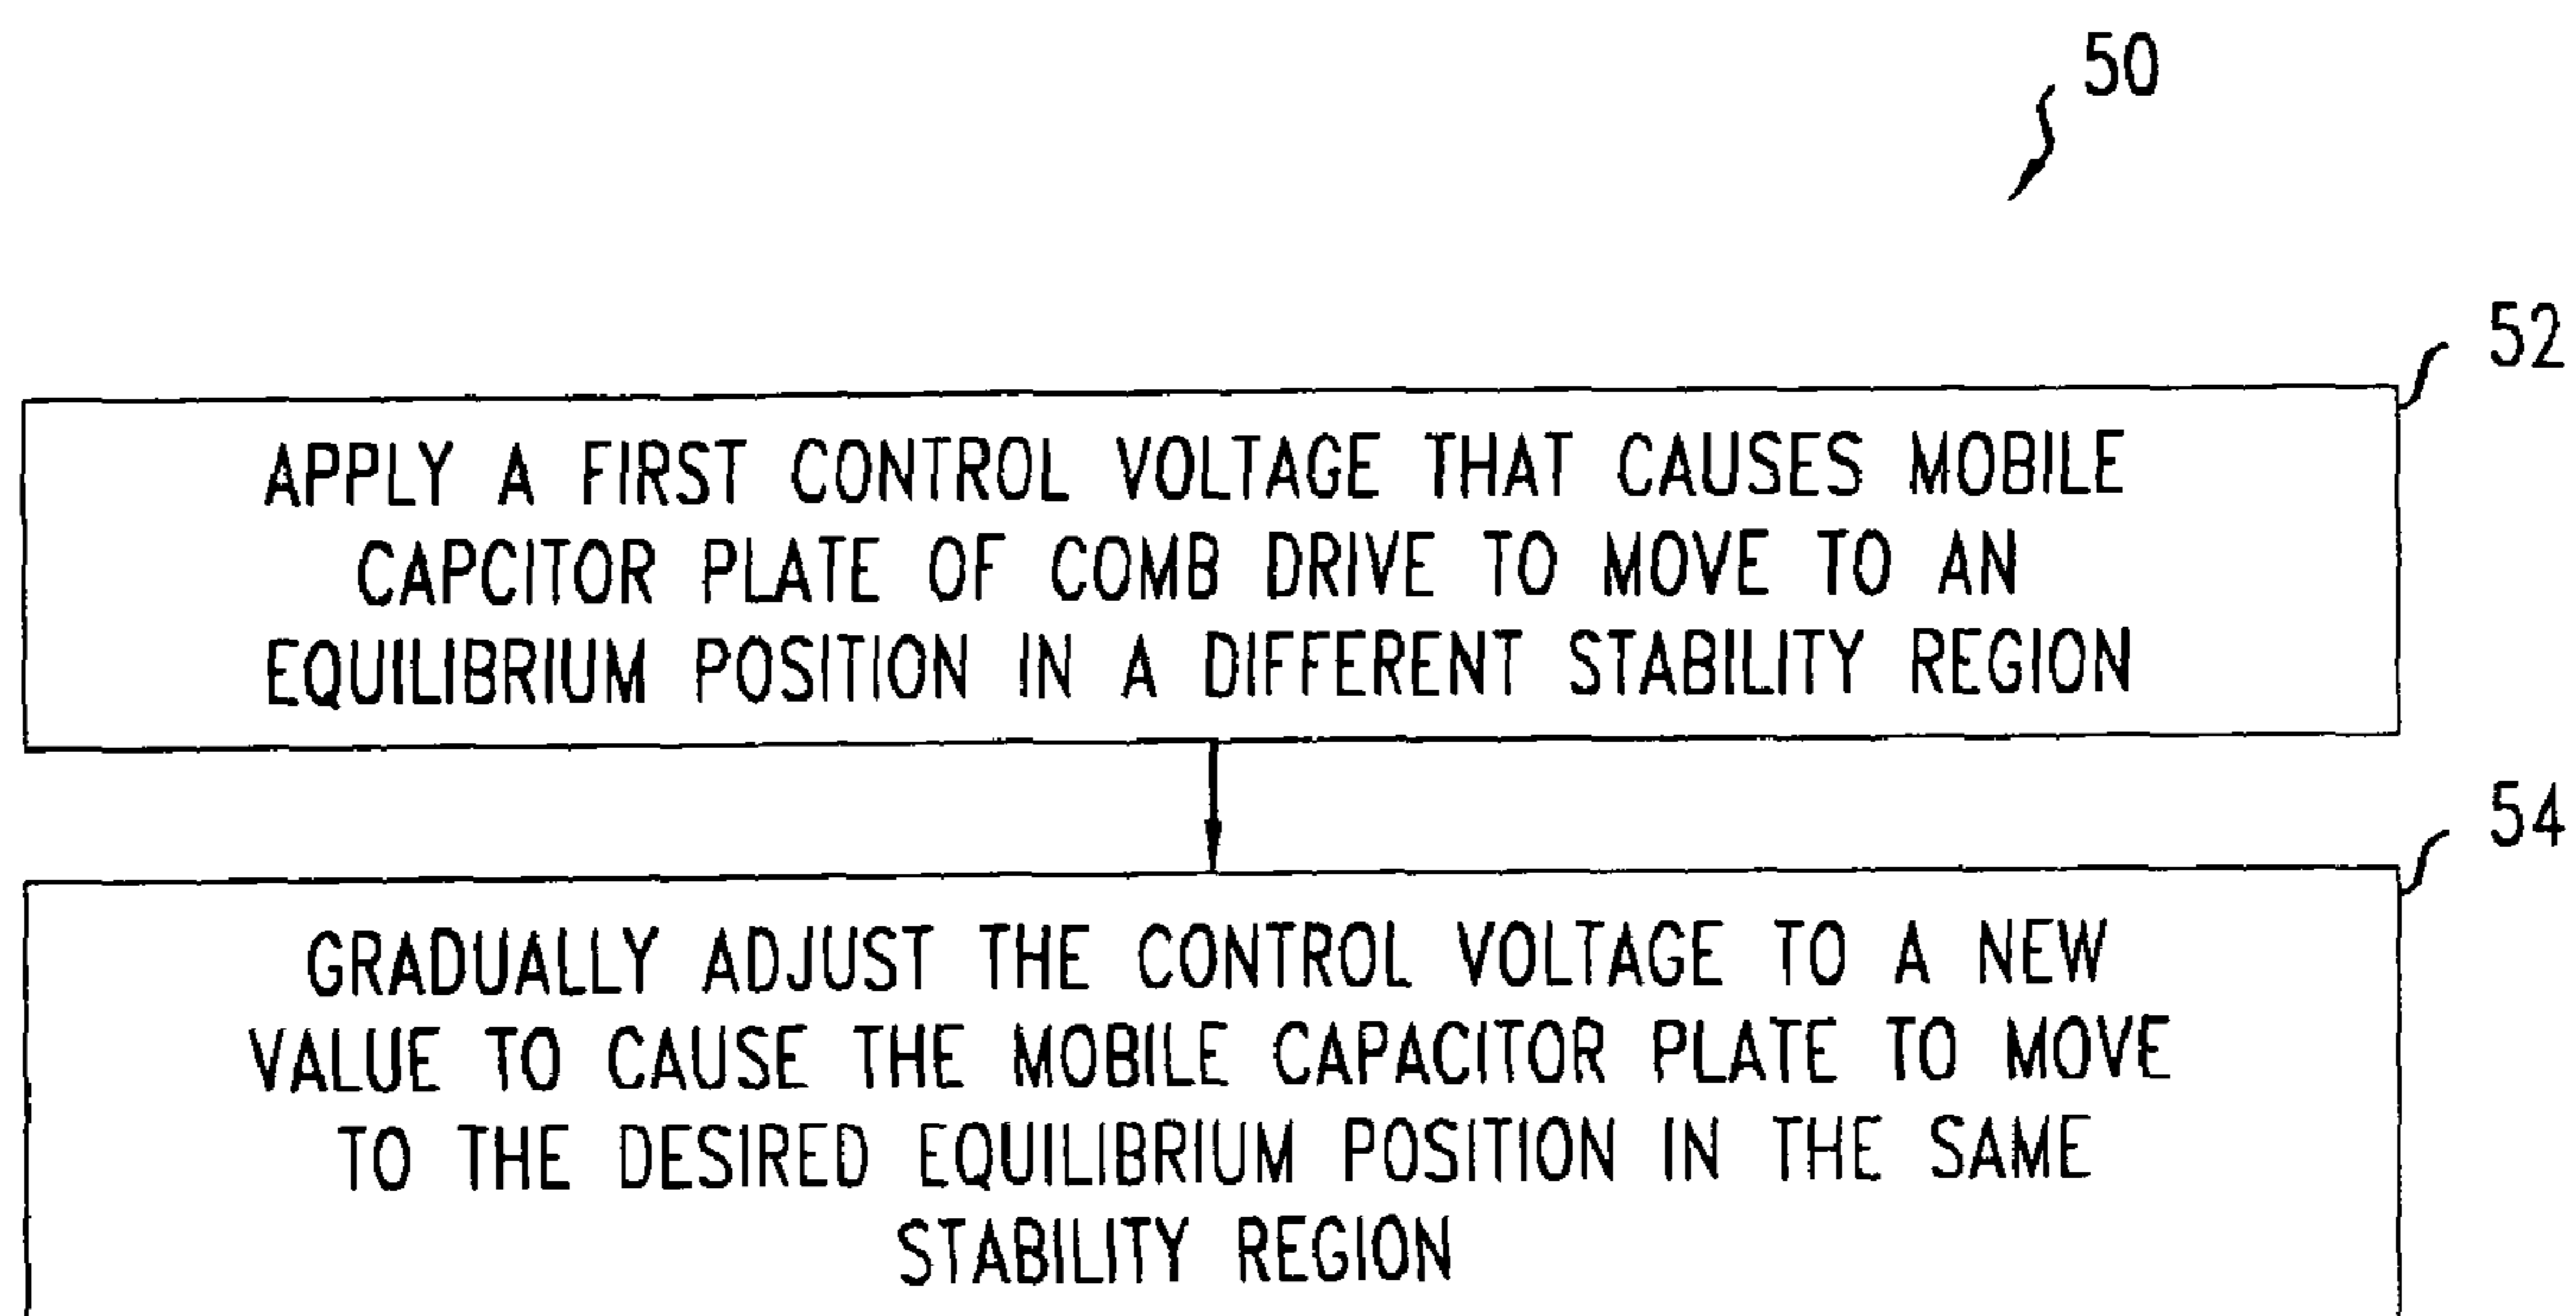 50
52
APPLY A FIRST CONTROL VOLTAGE THAT CAUSES MOBILE
CAPCITOR PLATE OF COMB DRIVE TO MOVE TO AN
EQUILIBRIUM POSITION IN A DIFFERENT STABILITY REGION
54
GRADUALLY ADJUST THE CONTROL VOLTAGE TO A NEW
VALUE TO CAUSE THE MOBILE CAPACITOR PLATE TO MOVE
TO THE DESIRED EQUILIBRIUM POSITION IN THE SAME
STABILITY REGION